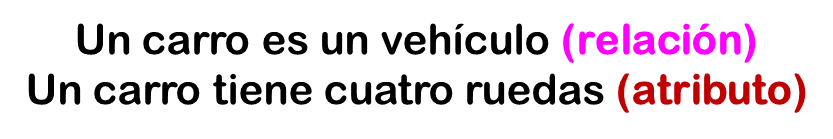 Un carro es un vehículo (relación)
Un carro tiene cuatro ruedas (atributo)